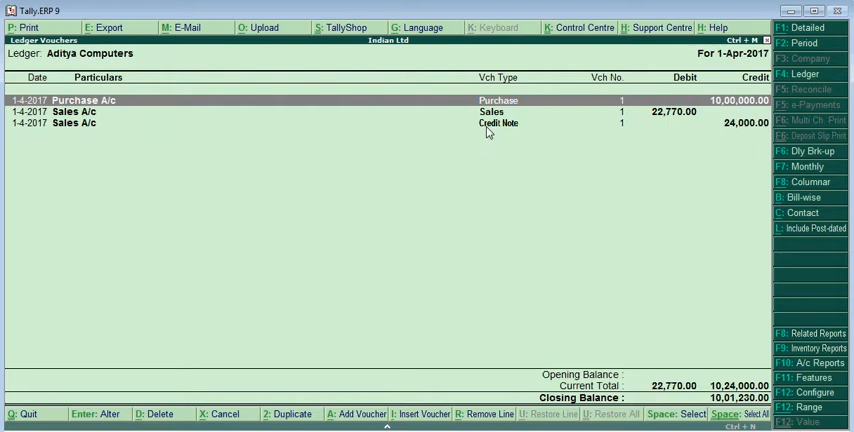 Tally.ERP 9
P: Print E: Export M: E-Mail O: Upload S: TallyShop G: Language K: Keyboard K: Control Centre H: Support Centre H: Help
Ledger Vouchers Indian Ltd Ctrl + M
Ledger: Aditya Computers For 1-Apr-2017
Date Particulars Vch Type Vch No. Debit Credit
1-4-2017 Purchase A/c Purchase 1 10,00,000.00
1-4-2017 Sales A/c Sales 1 22,770.00
1-4-2017 Sales A/c Credit Note 1 24,000.00
Opening Balance :
Current Total : 22,770.00 10,24,000.00
Closing Balance : 10,01,230.00
Q: Quit Enter: Alter D: Delete X: Cancel 2: Duplicate A: Add Voucher I: Insert Voucher R: Remove Line U: Restore Line U: Restore All Space: Select Space: Select All
Ctrl + N
F1: Detailed
F2: Period
F3: Company
F4: Ledger
F5: Reconcile
F5: e-Payments
F6: Multi Ch. Print
F6: Deposit Slip Print
F6: Dly Brk-up
F7: Monthly
F8: Columnar
B: Bill-wise
C: Contact
L: Include Post-dated
F8: Related Reports
F9: Inventory Reports
F10: A/c Reports
F11: Features
F12: Configure
F12: Range
F12: Value